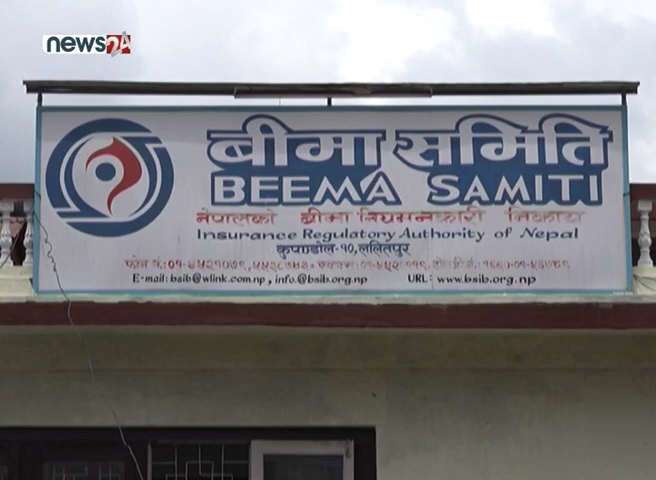 news24
बीमा समिति
BEEMA SAMITI
नेपालको बीमा नियमनकारी निकाय
Insurance Regulatory Authority of Nepal
कुपण्डोल-१०, ललितपुर
फोन नं.:
E-mail: bsib@wlink.com.np, info@bsib.org.np URL: www.bsib.org.np